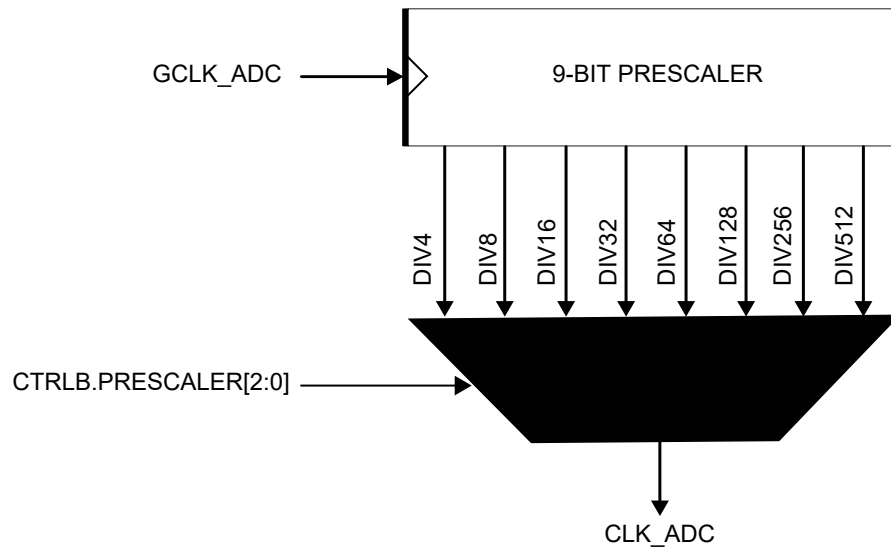 GCLK_ADC
9-BIT PRESCALER
DIV4
DIV8
DIV16
DIV32
DIV64
DIV128
DIV256
DIV512
CTRLB.PRESCALER[2:0]
CLK_ADC